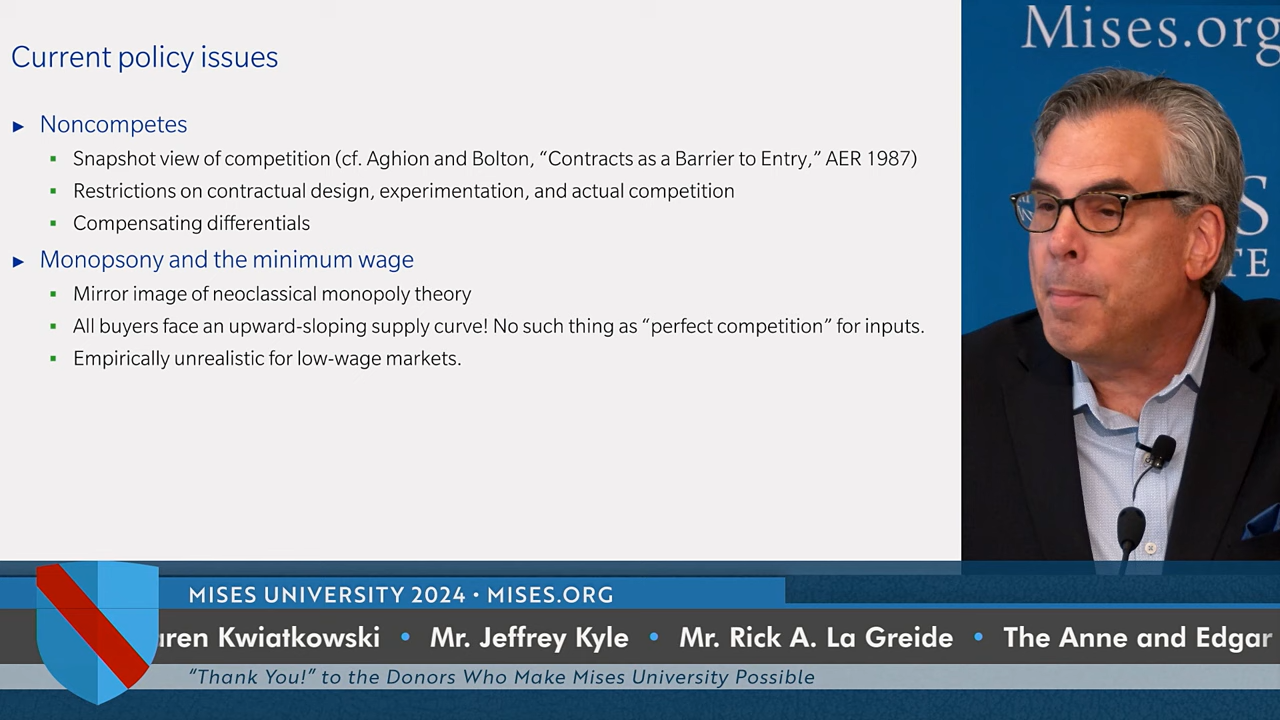 Current policy issues
► Noncompetes
▪ Snapshot view of competition (cf. Aghion and Bolton, “Contracts as a Barrier to Entry,” AER 1987)
▪ Restrictions on contractual design, experimentation, and actual competition
▪ Compensating differentials
► Monopsony and the minimum wage
▪ Mirror image of neoclassical monopoly theory
▪ All buyers face an upward-sloping supply curve! No such thing as “perfect competition” for inputs.
▪ Empirically unrealistic for low-wage markets.
Mises.org
S
TE
MISES UNIVERSITY 2024 • MISES.ORG
aren Kwiatkowski • Mr. Jeffrey Kyle • Mr. Rick A. La Greide • The Anne and Edgar
“Thank You!” to the Donors Who Make Mises University Possible